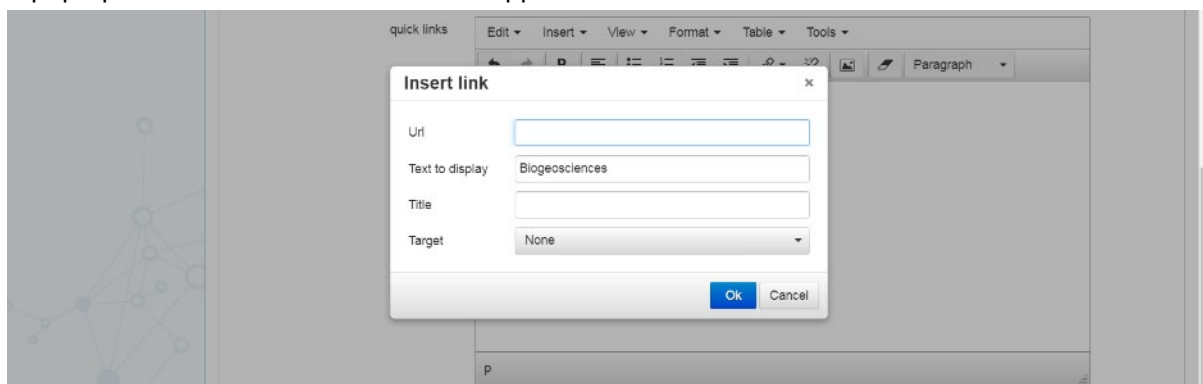 quick links
Edit Insert View Format Table Tools
Paragraph
Insert link ×
Url
Text to display Biogeosciences
Title
Target None
Ok Cancel
P